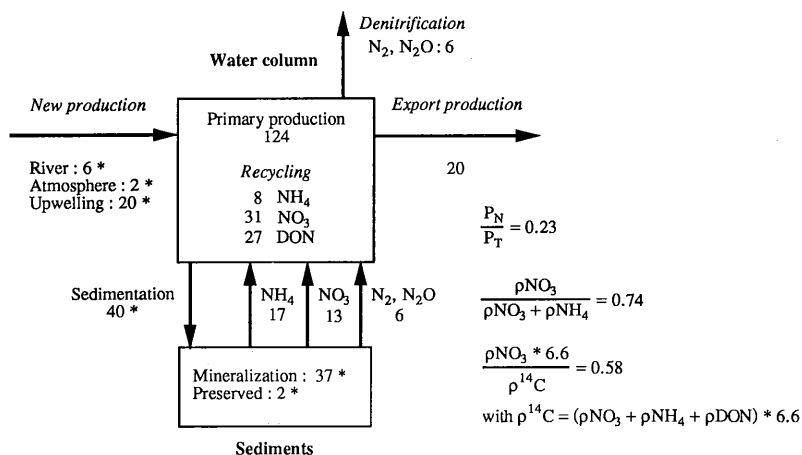 Denitrification
N2, N2O : 6
Water column
New production
Export production
Primary production
124
River : 6 *
Atmosphere : 2 *
Upwelling : 20 *
Recycling
8 NH4
31 NO3
27 DON
20
PN
PT
= 0.23
Sedimentation
40 *
NH4
17
NO3
13
N2, N2O
6
ρNO3
ρNO3 + ρNH4
= 0.74
Mineralization : 37 *
Preserved : 2 *
ρNO3 * 6.6
ρ14C
= 0.58
with ρ14C = (ρNO3 + ρNH4 + ρDON) * 6.6
Sediments